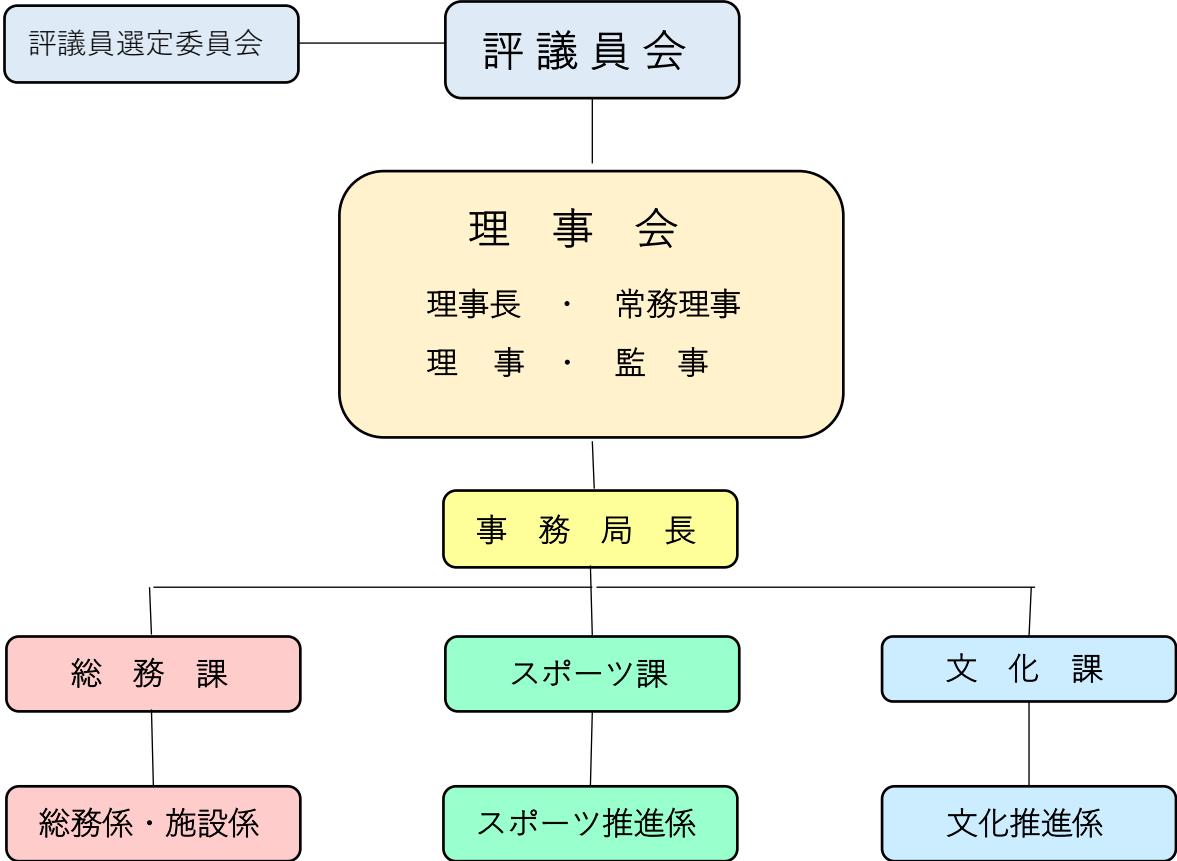 評議員選定委員会
評議員会
理　事　会
理事長　・　常務理事
理　事　・　監　事
事　務　局　長
総　務　課
スポーツ課
文　化　課
総務係・施設係
スポーツ推進係
文化推進係